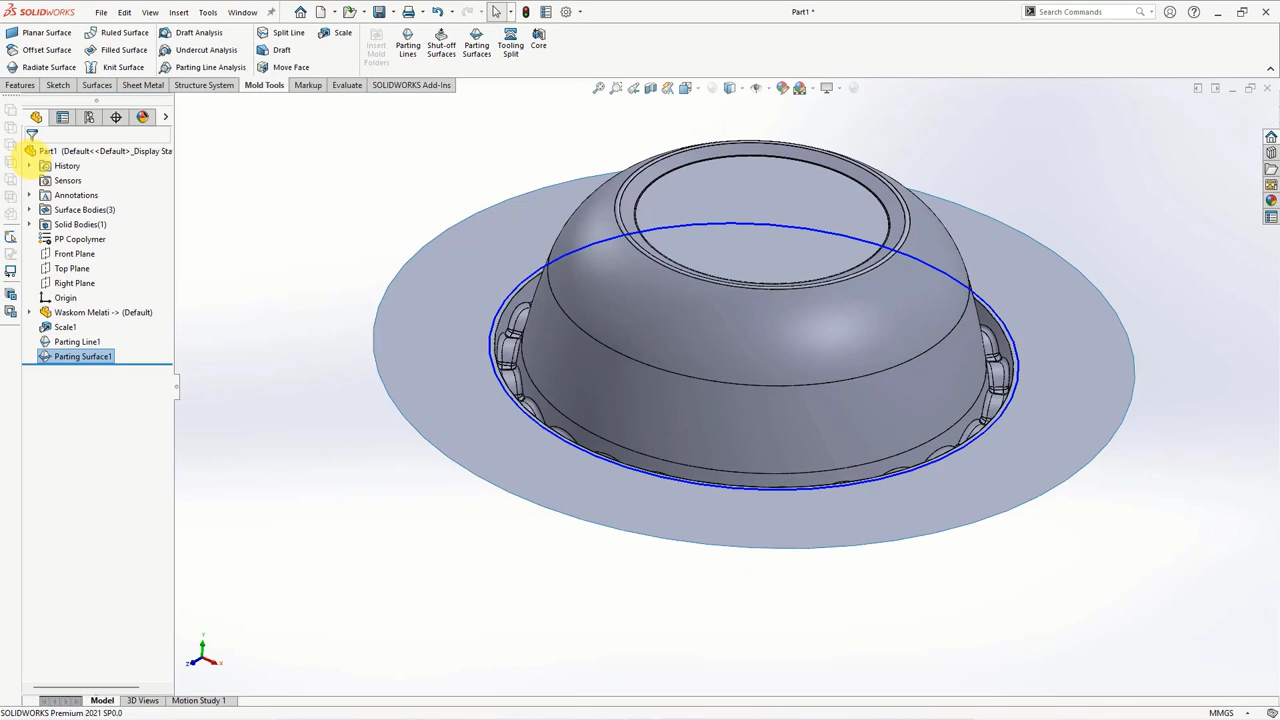 SOLIDWORKS File Edit View Insert Tools Window Part1 * Search Commands
Planar Surface Ruled Surface Draft Analysis Split Line Scale
Offset Surface Filled Surface Undercut Analysis Draft
Radiate Surface Knit Surface Parting Line Analysis Move Face
Insert Mold Folders
Parting Lines
Shut-off Surfaces
Parting Surfaces
Tooling Split
Core
Features Sketch Surfaces Sheet Metal Structure System Mold Tools Markup Evaluate SOLIDWORKS Add-Ins
Part1 (Default<<Default>_Display Sta
History
Sensors
Annotations
Surface Bodies(3)
Solid Bodies(1)
PP Copolymer
Front Plane
Top Plane
Right Plane
Origin
Waskom Melati -> (Default)
Scale1
Parting Line1
Parting Surface1
Y
Z X
Model 3D Views Motion Study 1
SOLIDWORKS Premium 2021 SP0.0 MMGS